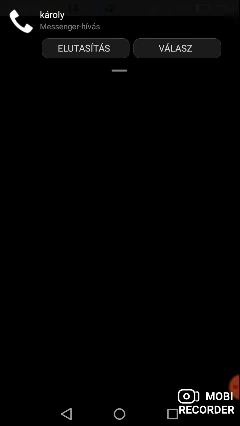 károly
Messenger-hívás
ELUTASÍTÁS
VÁLASZ
MOBI
RECORDER